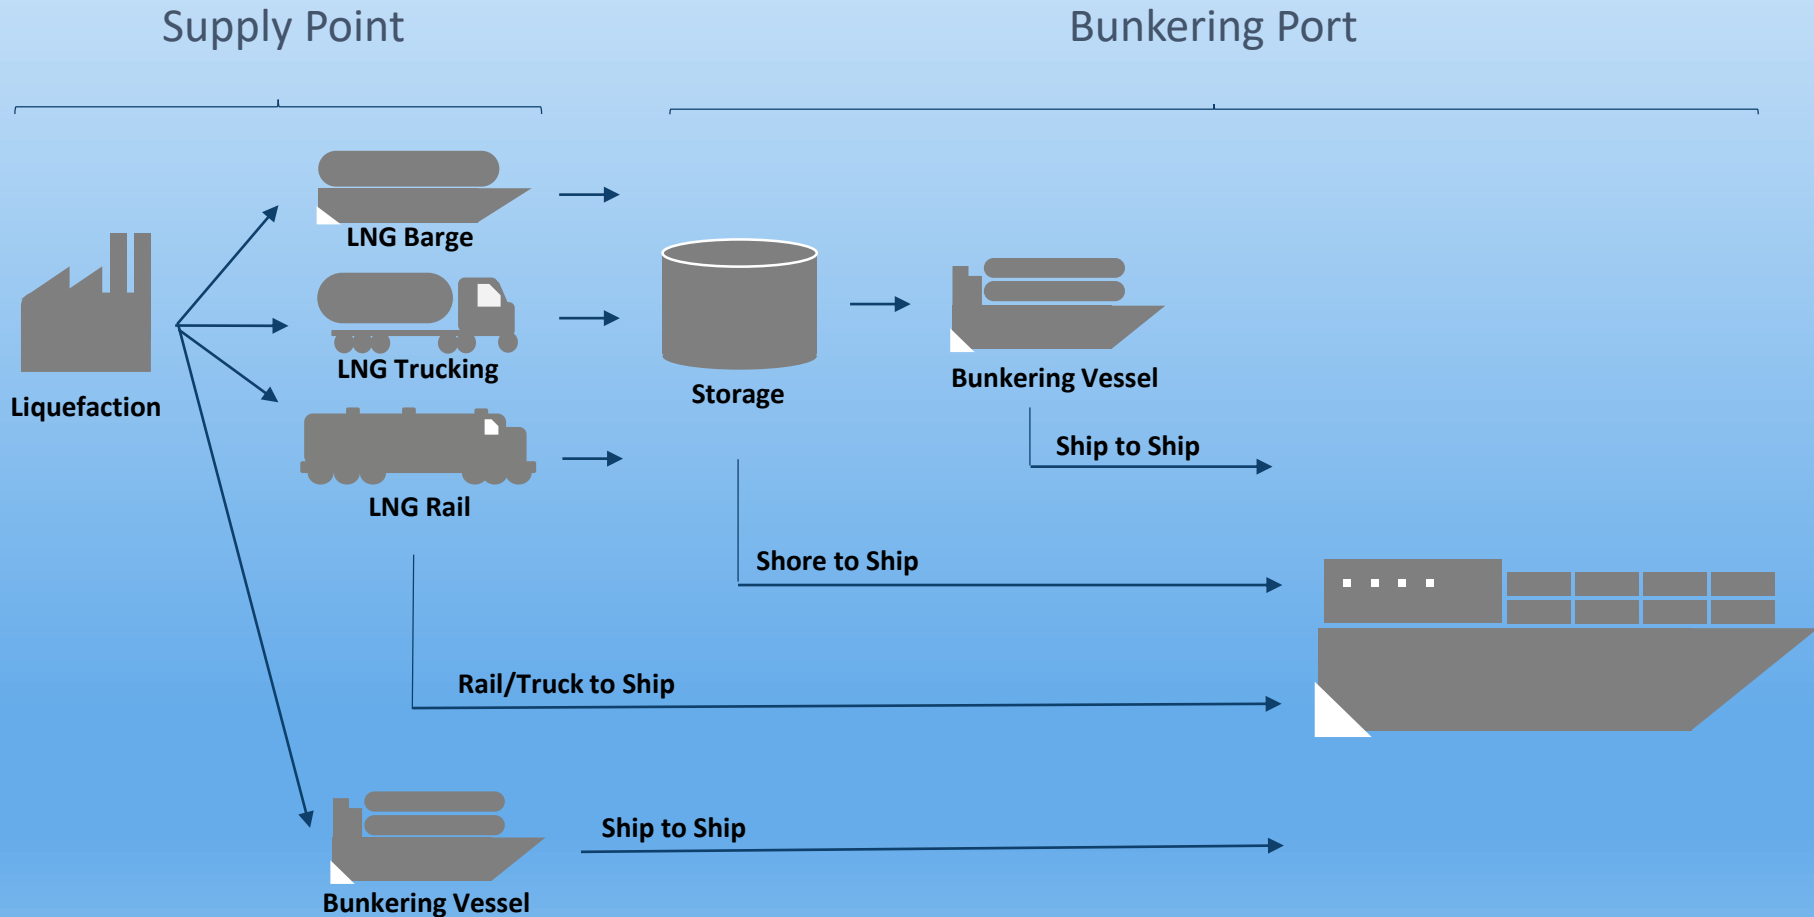 Supply Point
Bunkering Port
LNG Barge
LNG Trucking
Liquefaction
Storage
Bunkering Vessel
Ship to Ship
LNG Rail
Shore to Ship
Rail/Truck to Ship
Ship to Ship
Bunkering Vessel